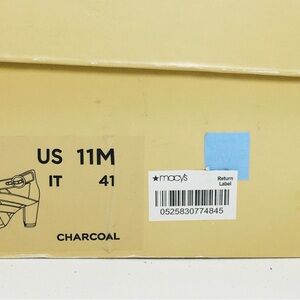 US 11M
IT 41
CHARCOAL
★macy's
Return
Label
0525830774845